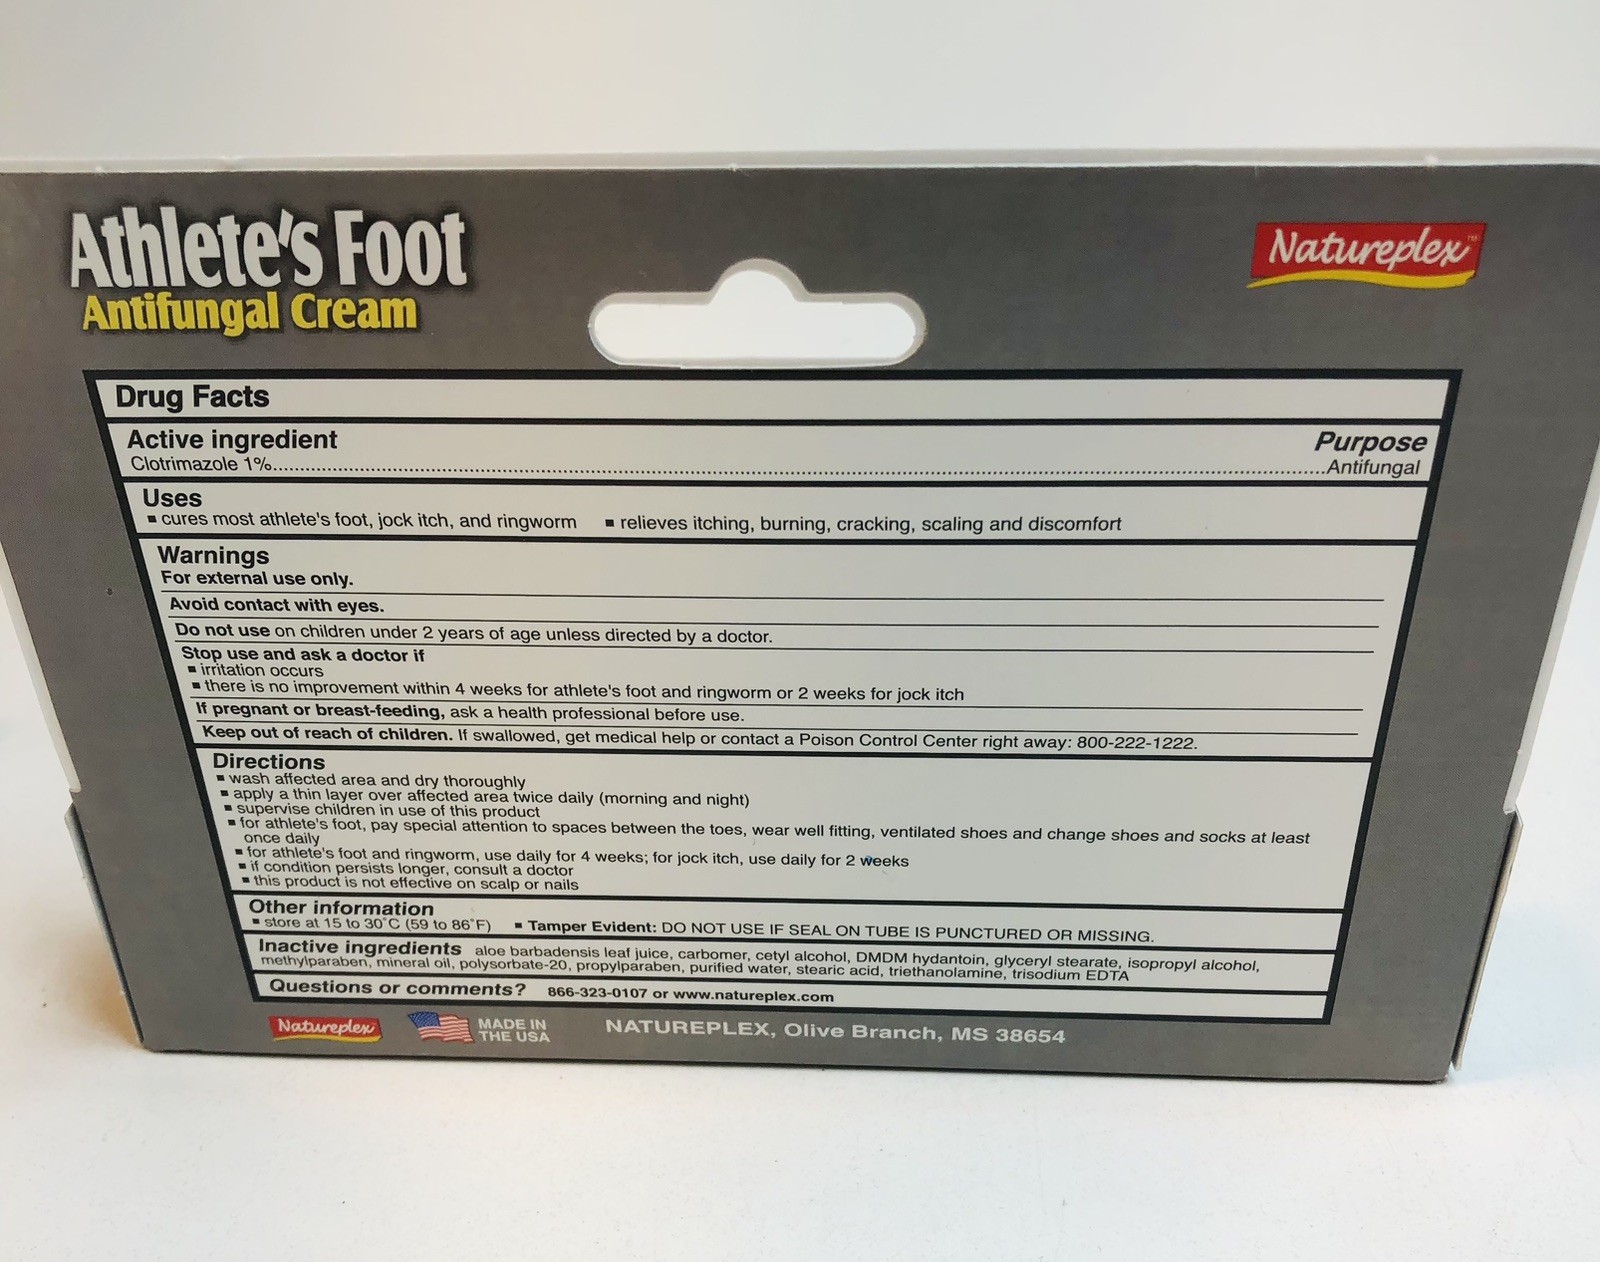 Athlete's Foot
Antifungal Cream
Natureplex™
Drug Facts
Active ingredient Purpose
Clotrimazole 1%..........Antifungal
Uses
▪ cures most athlete's foot, jock itch, and ringworm ▪ relieves itching, burning, cracking, scaling and discomfort
Warnings
For external use only.
Avoid contact with eyes.
Do not use on children under 2 years of age unless directed by a doctor.
Stop use and ask a doctor if
▪ irritation occurs
▪ there is no improvement within 4 weeks for athlete's foot and ringworm or 2 weeks for jock itch
If pregnant or breast-feeding, ask a health professional before use.
Keep out of reach of children. If swallowed, get medical help or contact a Poison Control Center right away: 800-222-1222.
Directions
▪ wash affected area and dry thoroughly
▪ apply a thin layer over affected area twice daily (morning and night)
▪ supervise children in use of this product
▪ for athlete's foot, pay special attention to spaces between the toes, wear well fitting, ventilated shoes and change shoes and socks at least
once daily
▪ for athlete's foot and ringworm, use daily for 4 weeks; for jock itch, use daily for 2 weeks
▪ if condition persists longer, consult a doctor
▪ this product is not effective on scalp or nails
Other information
▪ store at 15 to 30°C (59 to 86°F) ▪ Tamper Evident: DO NOT USE IF SEAL ON TUBE IS PUNCTURED OR MISSING.
Inactive ingredients aloe barbadensis leaf juice, carbomer, cetyl alcohol, DMDM hydantoin, glyceryl stearate, isopropyl alcohol,
methylparaben, mineral oil, polysorbate-20, propylparaben, purified water, stearic acid, triethanolamine, trisodium EDTA
Questions or comments? 866-323-0107 or www.natureplex.com
Natureplex
MADE IN
THE USA
NATUREPLEX, Olive Branch, MS 38654